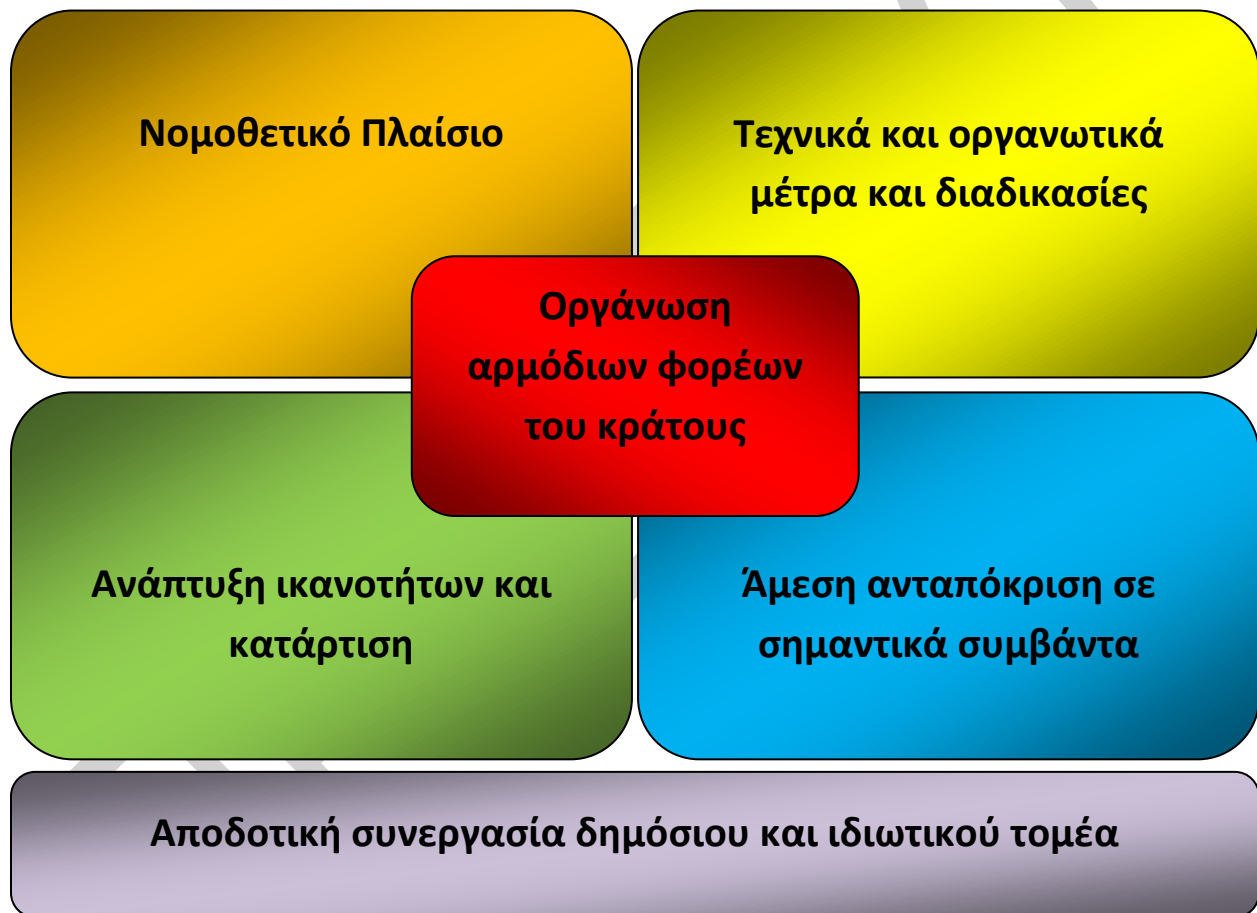 Νομοθετικό Πλαίσιο
Τεχνικά και οργανωτικά
μέτρα και διαδικασίες
Οργάνωση
αρμόδιων φορέων
του κράτους
Ανάπτυξη ικανοτήτων και
κατάρτιση
Άμεση ανταπόκριση σε
σημαντικά συμβάντα
Αποδοτική συνεργασία δημόσιου και ιδιωτικού τομέα